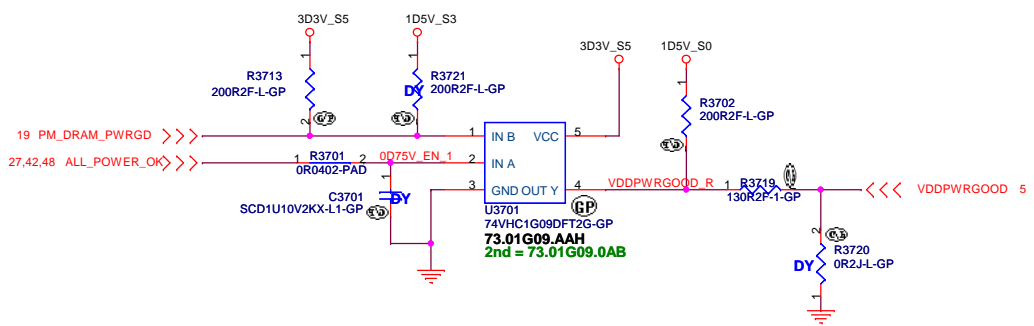 3D3V_S5
1D5V_S3
3D3V_S5
1D5V_S0
1
R3713
200R2F-L-GP
2
1
DY
R3721
200R2F-L-GP
1
R3702
200R2F-L-GP
19 PM_DRAM_PWRGD
1 IN B VCC 5
27,42,48 ALL_POWER_OK
R3701
1 2
0R0402-PAD
0D75V_EN_1
2 IN A
3 GND OUT Y 4
VDDPWRGOOD_R
1 R3719
130R2F-1-GP
VDDPWRGOOD 5
1
C3701
DY
SCD1U10V2KX-L1-GP
U3701
GP
74VHC1G09DFT2G-GP
73.01G09.AAH
2nd = 73.01G09.0AB
2
R3720
DY
0R2J-L-GP
1